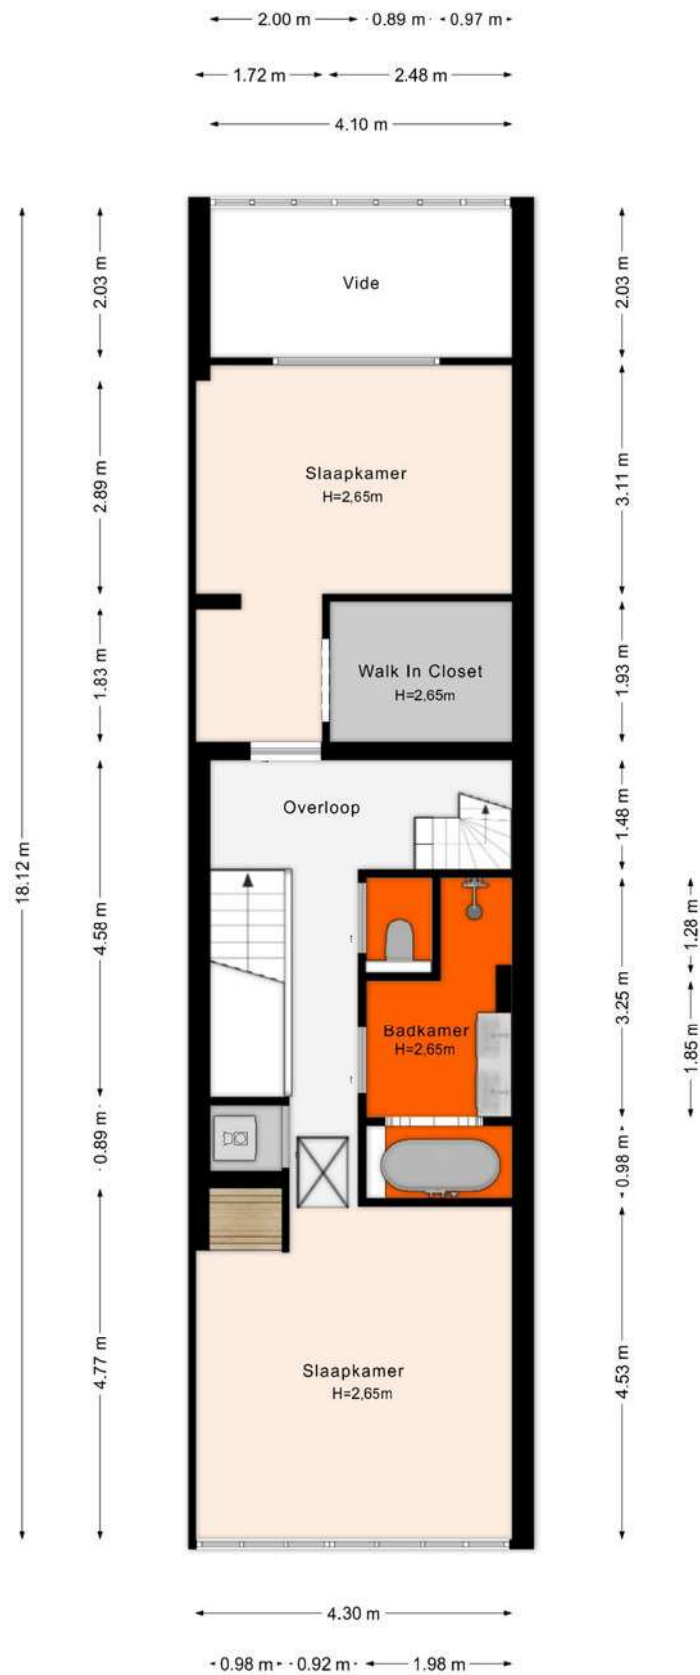 2.00 m 0.89 m 0.97 m
1.72 m 2.48 m
4.10 m
2.03 m
2.03 m
Vide
2.89 m
Slaapkamer
H=2,65m
3.11 m
1.83 m
Walk In Closet
H=2,65m
1.93 m
18.12 m
Overloop
1.48 m
4.58 m
1.28 m
3.25 m
Badkamer
H=2,65m
1.85 m
0.89 m
0.98 m
4.77 m
Slaapkamer
H=2,65m
4.53 m
4.30 m
0.98 m 0.92 m 1.98 m